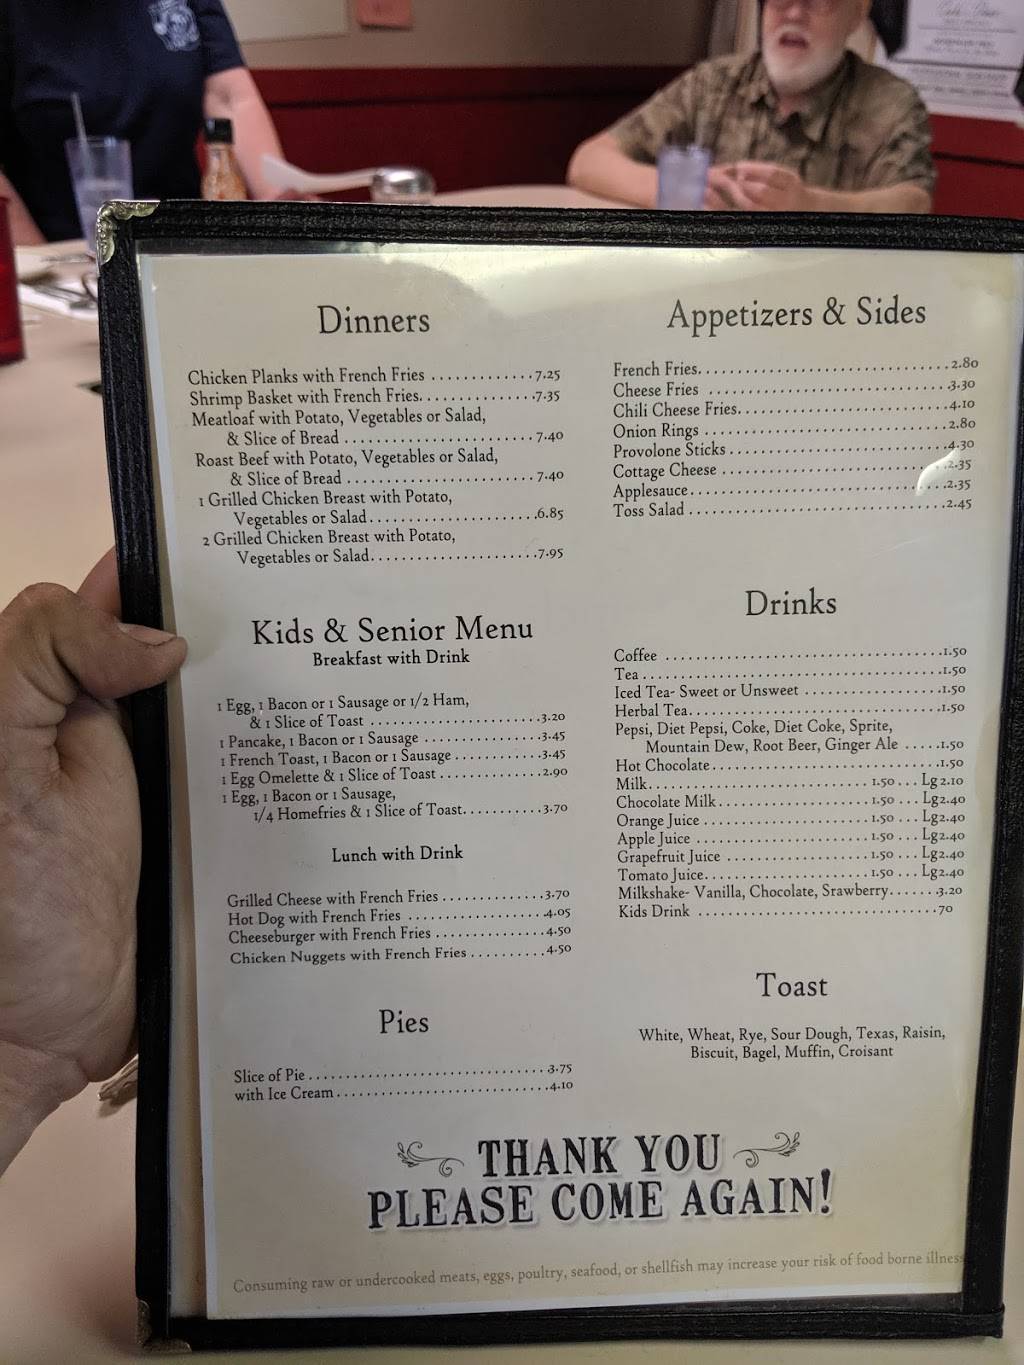 Dinners
Chicken Planks with French Fries ............. 7.25
Shrimp Basket with French Fries. .............. 7.35
Meatloaf with Potato, Vegetables or Salad,
& Slice of Bread ........................ 7.40
Roast Beef with Potato, Vegetables or Salad,
& Slice of Bread ........................ 7.40
1 Grilled Chicken Breast with Potato,
Vegetables or Salad ..................... 6.85
2 Grilled Chicken Breast with Potato,
Vegetables or Salad ..................... 7.95
Kids & Senior Menu
Breakfast with Drink
1 Egg, 1 Bacon or 1 Sausage or 1/2 Ham,
& 1 Slice of Toast ...................... 3.20
1 Pancake, 1 Bacon or 1 Sausage ............... 3.45
1 French Toast, 1 Bacon or 1 Sausage ........... 3.45
1 Egg Omelette & 1 Slice of Toast ............. 2.90
1 Egg, 1 Bacon or 1 Sausage,
1/4 Homefries & 1 Slice of Toast. .......... 3.70
Lunch with Drink
Grilled Cheese with French Fries ............. 3.70
Hot Dog with French Fries ................. 4.05
Cheeseburger with French Fries .............. 4.50
Chicken Nuggets with French Fries .......... 4.50
Pies
Slice of Pie ............................... 3.75
with Ice Cream ........................... 4.10
Appetizers & Sides
French Fries. ................................ 2.80
Cheese Fries ................................ 3.30
Chili Cheese Fries. ........................... 4.10
Onion Rings ................................ 2.80
Provolone Sticks ............................. 4.30
Cottage Cheese ............................. 2.35
Applesauce ................................. 2.35
Toss Salad .................................. 2.45
Drinks
Coffee ..................................... 1.50
Tea ........................................ 1.50
Iced Tea- Sweet or Unsweet .................. 1.50
Herbal Tea .................................. 1.50
Pepsi, Diet Pepsi, Coke, Diet Coke, Sprite,
Mountain Dew, Root Beer, Ginger Ale ..... 1.50
Hot Chocolate ............................... 1.50
Milk ............................. 1.50 ... Lg 2.10
Chocolate Milk .................... 1.50 ... Lg2.40
Orange Juice ...................... 1.50 ... Lg2.40
Apple Juice ....................... 1.50 ... Lg2.40
Grapefruit Juice ................... 1.50 ... Lg2.40
Tomato Juice ...................... 1.50 ... Lg2.40
Milkshake- Vanilla, Chocolate, Srawberry ....... 3.20
Kids Drink ................................ 70
Toast
White, Wheat, Rye, Sour Dough, Texas, Raisin,
Biscuit, Bagel, Muffin, Croisant
THANK YOU
PLEASE COME AGAIN!
Consuming raw or undercooked meats, eggs, poultry, seafood, or shellfish may increase your risk of food borne illness